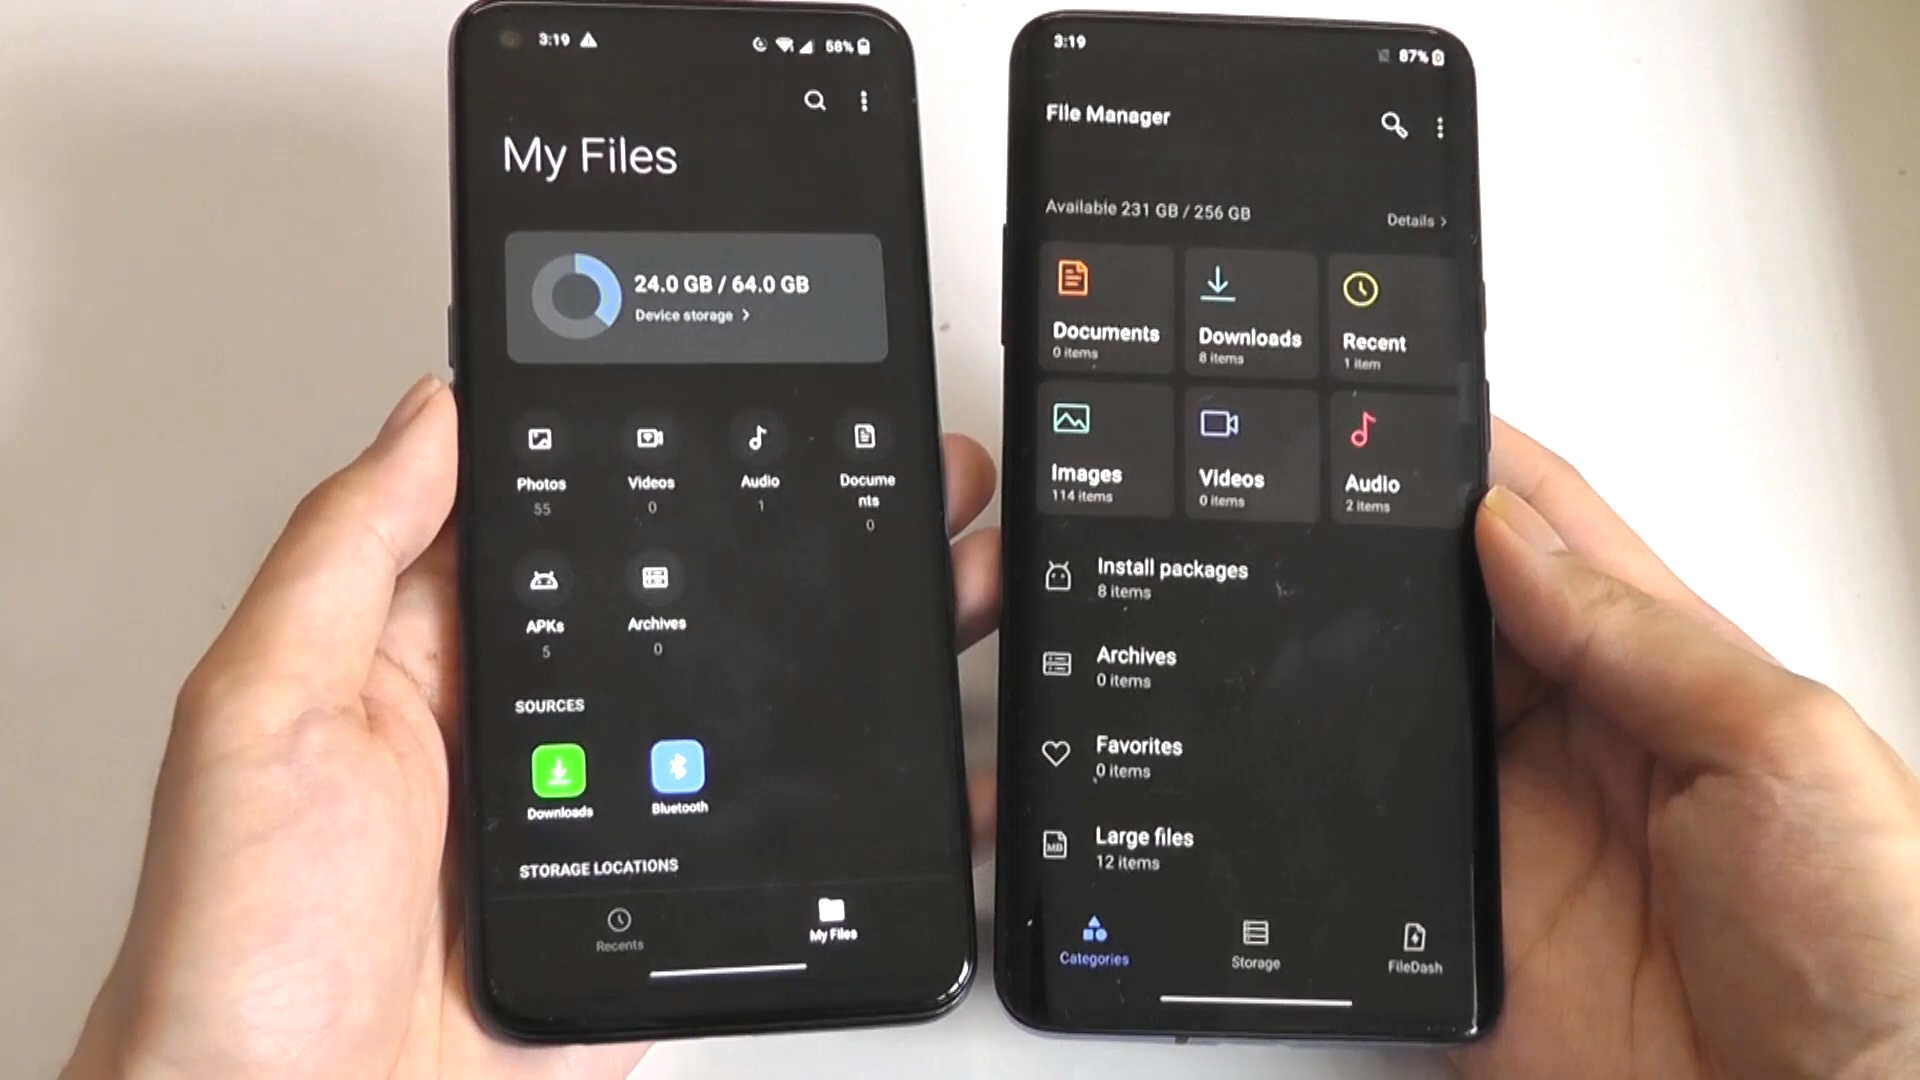 3:19
58%
My Files
24.0 GB / 64.0 GB
Device storage >
Photos
55
Videos
0
Audio
1
Docume
nts
0
APKs
5
Archives
0
SOURCES
Downloads
Bluetooth
STORAGE LOCATIONS
Recents
My Files
3:19
87%
File Manager
Available 231 GB / 256 GB
Details >
Documents
0 items
Downloads
8 items
Recent
1 item
Images
114 items
Videos
0 items
Audio
2 items
Install packages
8 items
Archives
0 items
Favorites
0 items
MB
Large files
12 items
Categories
Storage
FileDash